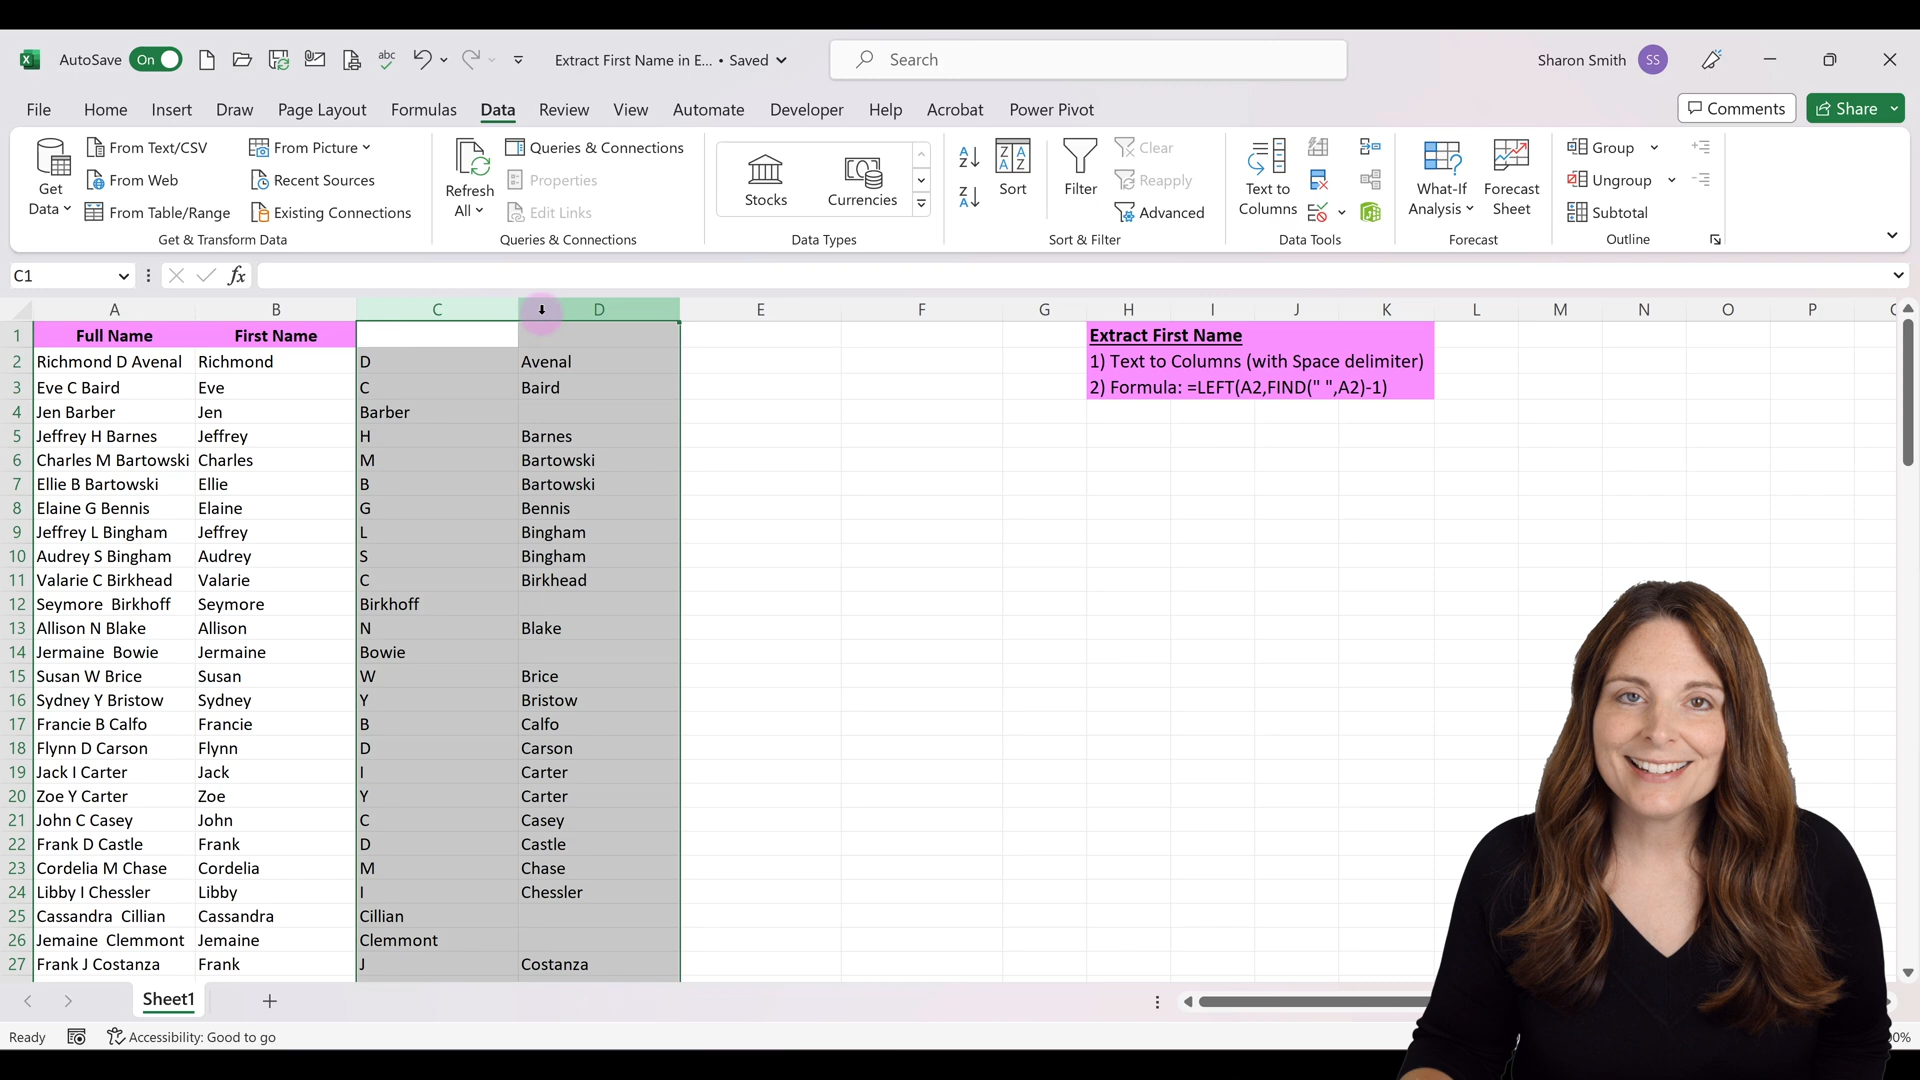 AutoSave On Extract First Name in E... • Saved Search Sharon Smith SS
File Home Insert Draw Page Layout Formulas Data Review View Automate Developer Help Acrobat Power Pivot Comments Share
Get Data
From Text/CSV
From Web
From Table/Range
From Picture
Recent Sources
Existing Connections
Get & Transform Data
Refresh All
Queries & Connections
Properties
Edit Links
Queries & Connections
Stocks
Currencies
Data Types
Sort
Filter
Clear
Reapply
Advanced
Sort & Filter
Text to Columns
Data Tools
What-If Analysis
Forecast Sheet
Forecast
Group
Ungroup
Subtotal
Outline
C1 fx
A B C D E F G H I J K L M N O P
1 Full Name First Name
2 Richmond D Avenal Richmond D Avenal
3 Eve C Baird Eve C Baird
4 Jen Barber Jen Barber
5 Jeffrey H Barnes Jeffrey H Barnes
6 Charles M Bartowski Charles M Bartowski
7 Ellie B Bartowski Ellie B Bartowski
8 Elaine G Bennis Elaine G Bennis
9 Jeffrey L Bingham Jeffrey L Bingham
10 Audrey S Bingham Audrey S Bingham
11 Valarie C Birkhead Valarie C Birkhead
12 Seymore  Birkhoff Seymore Birkhoff
13 Allison N Blake Allison N Blake
14 Jermaine  Bowie Jermaine Bowie
15 Susan W Brice Susan W Brice
16 Sydney Y Bristow Sydney Y Bristow
17 Francie B Calfo Francie B Calfo
18 Flynn D Carson Flynn D Carson
19 Jack I Carter Jack I Carter
20 Zoe Y Carter Zoe Y Carter
21 John C Casey John C Casey
22 Frank D Castle Frank D Castle
23 Cordelia M Chase Cordelia M Chase
24 Libby I Chessler Libby I Chessler
25 Cassandra  Cillian Cassandra Cillian
26 Jemaine  Clemmont Jemaine Clemmont
27 Frank J Costanza Frank J Costanza
Extract First Name
1) Text to Columns (with Space delimiter)
2) Formula: =LEFT(A2,FIND(" ",A2)-1)
Sheet1
Ready Accessibility: Good to go